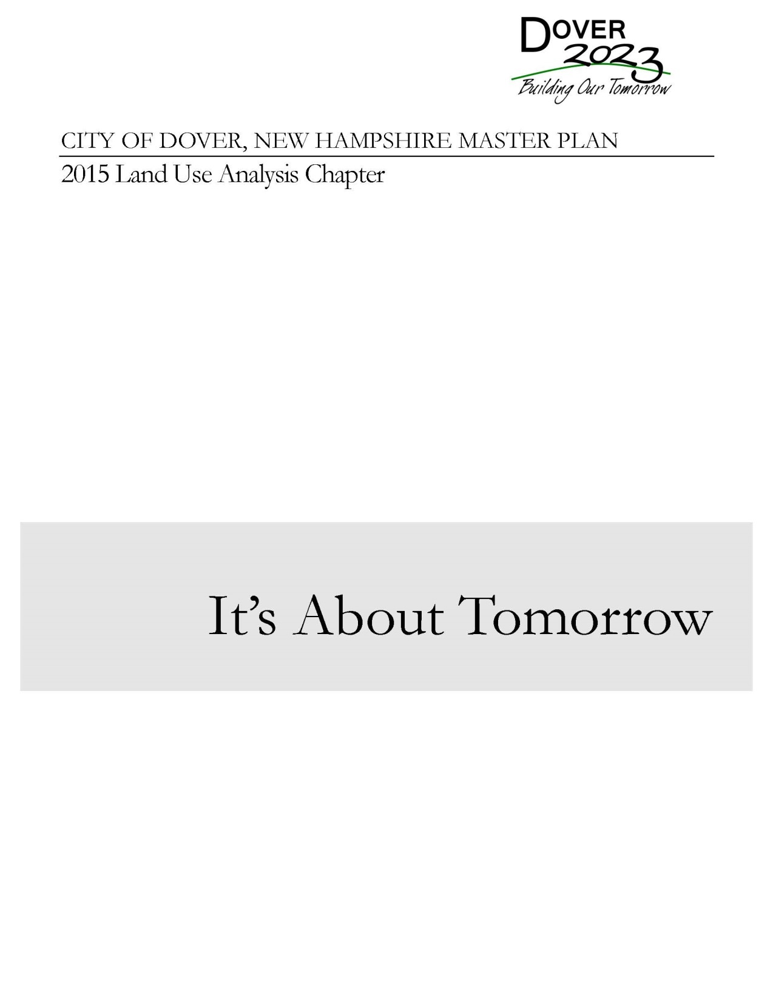 DOVER
2023
Building Our Tomorrow
CITY OF DOVER, NEW HAMPSHIRE MASTER PLAN
2015 Land Use Analysis Chapter
It’s About Tomorrow